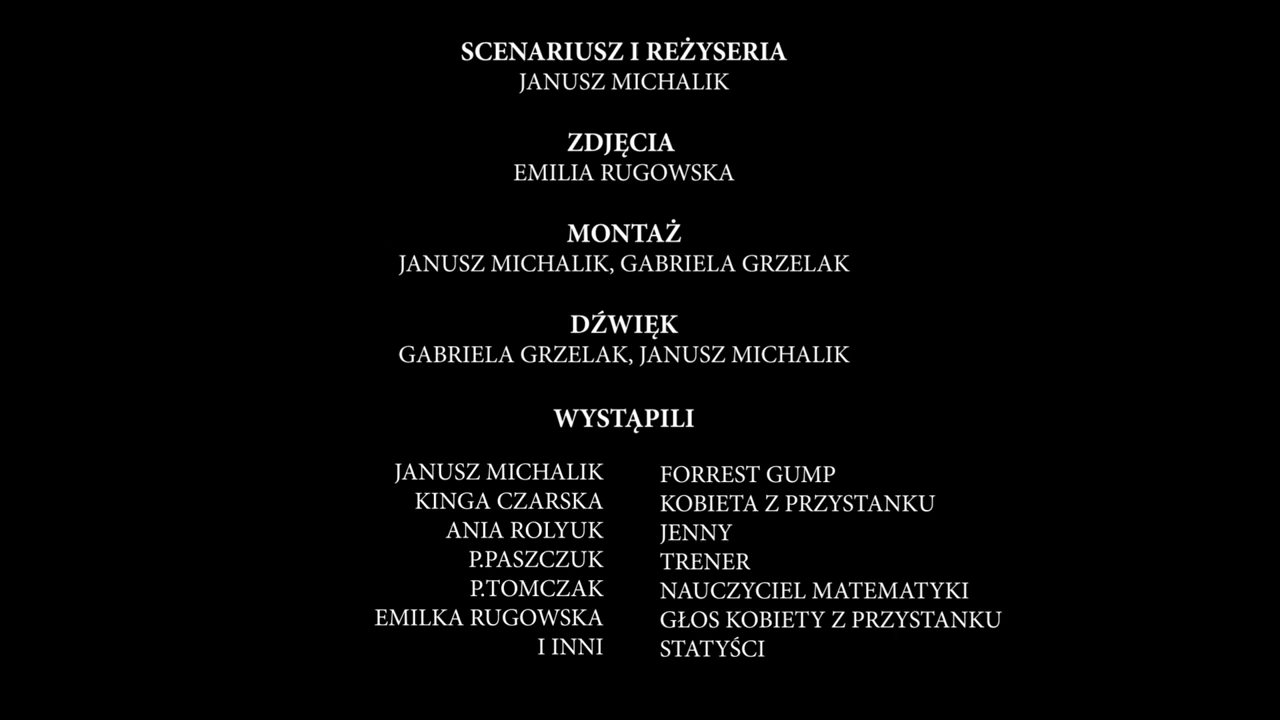 SCENARIUSZ I REŻYSERIA
JANUSZ MICHALIK
ZDJĘCIA
EMILIA RUGOWSKA
MONTAŻ
JANUSZ MICHALIK, GABRIELA GRZELAK
DŹWIĘK
GABRIELA GRZELAK, JANUSZ MICHALIK
WYSTĄPILI
JANUSZ MICHALIK FORREST GUMP
KINGA CZARSKA KOBIETA Z PRZYSTANKU
ANIA ROLYUK JENNY
P.PASZCZUK TRENER
P.TOMCZAK NAUCZYCIEL MATEMATYKI
EMILKA RUGOWSKA GŁOS KOBIETY Z PRZYSTANKU
I INNI STATYŚCI